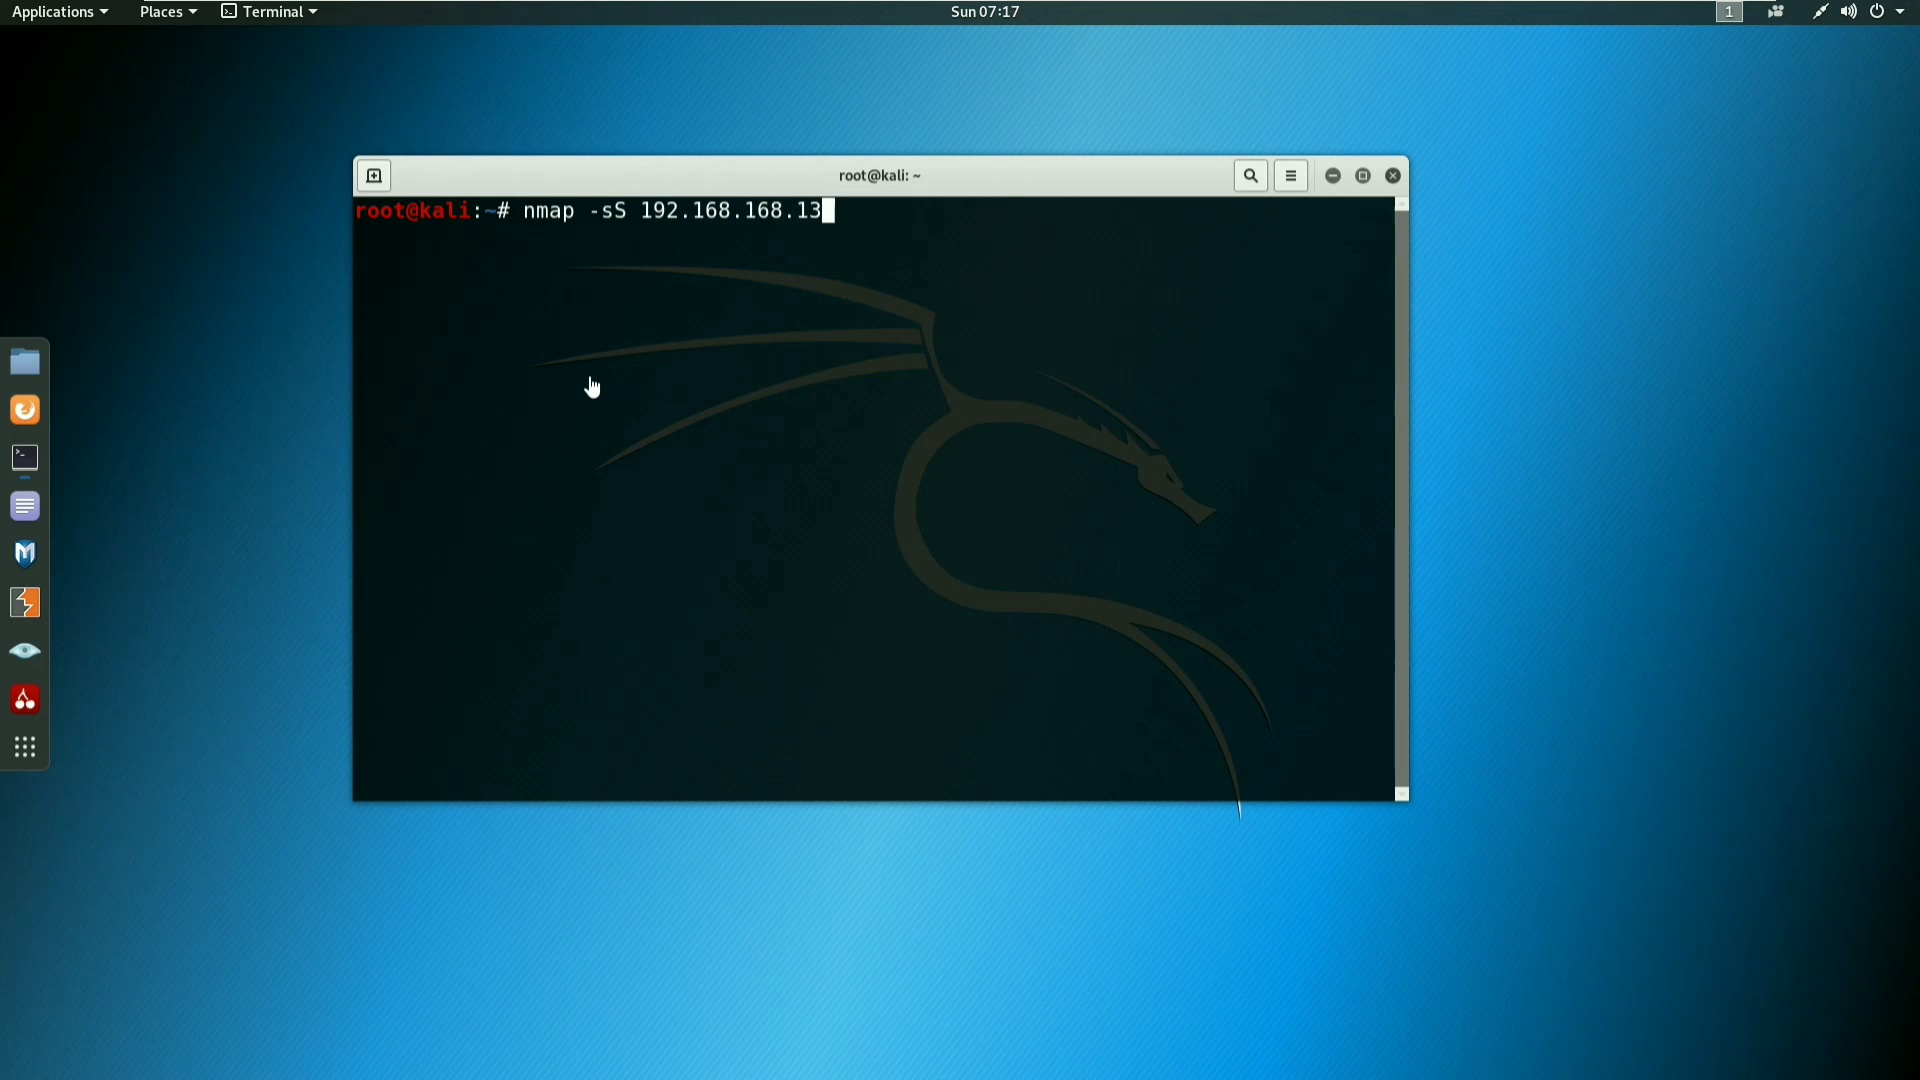 Applications Places Terminal Sun 07:17 1
root@kali: ~
root@kali:~# nmap -sS 192.168.168.13